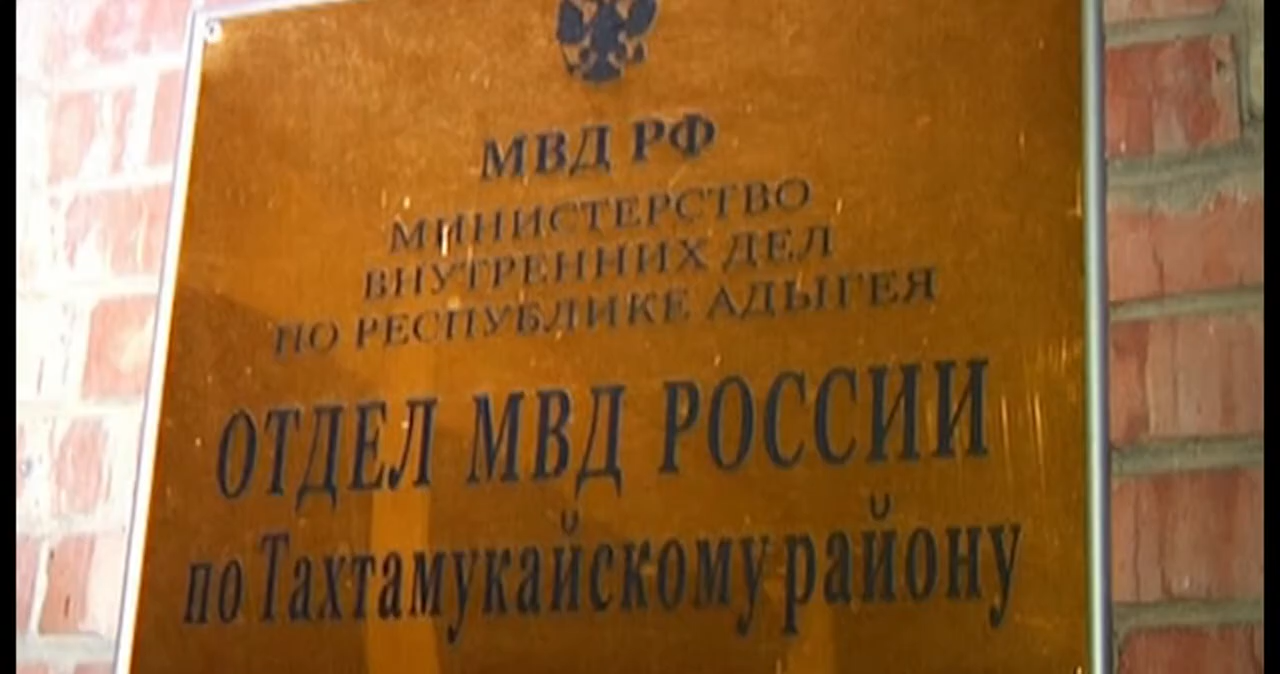 МВД РФ
МИНИСТЕРСТВО
ВНУТРЕННИХ ДЕЛ
ПО РЕСПУБЛИКЕ АДЫГЕЯ
ОТДЕЛ МВД РОССИИ
по Тахтамукайскому району